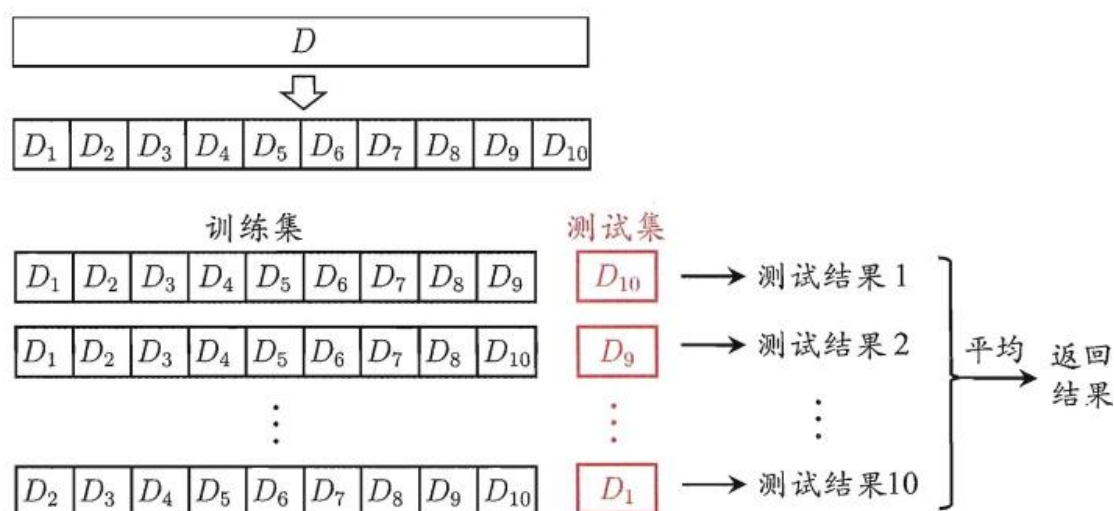 D
D₁ D₂ D₃ D₄ D₅ D₆ D₇ D₈ D₉ D₁₀
训练集 测试集
D₁ D₂ D₃ D₄ D₅ D₆ D₇ D₈ D₉ D₁₀ 测试结果1
D₁ D₂ D₃ D₄ D₅ D₆ D₇ D₈ D₁₀ D₉ 测试结果2
平均 返回
结果
⋮ ⋮ ⋮
D₂ D₃ D₄ D₅ D₆ D₇ D₈ D₉ D₁₀ D₁ 测试结果10